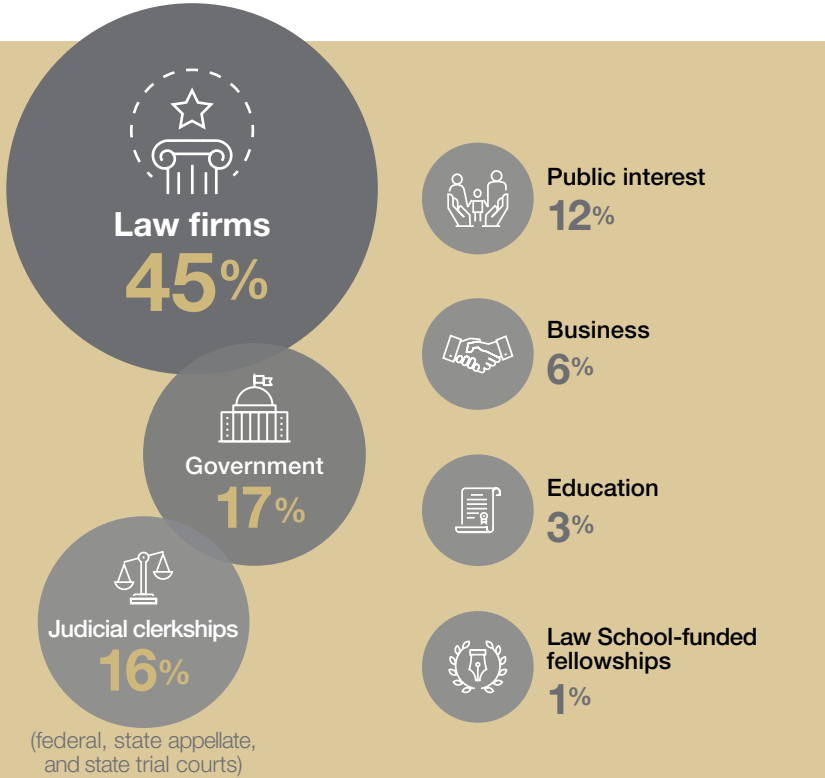 Law firms
45%
Government
17%
Judicial clerkships
16%
(federal, state appellate,
and state trial courts)
Public interest
12%
Business
6%
Education
3%
Law School-funded
fellowships
1%